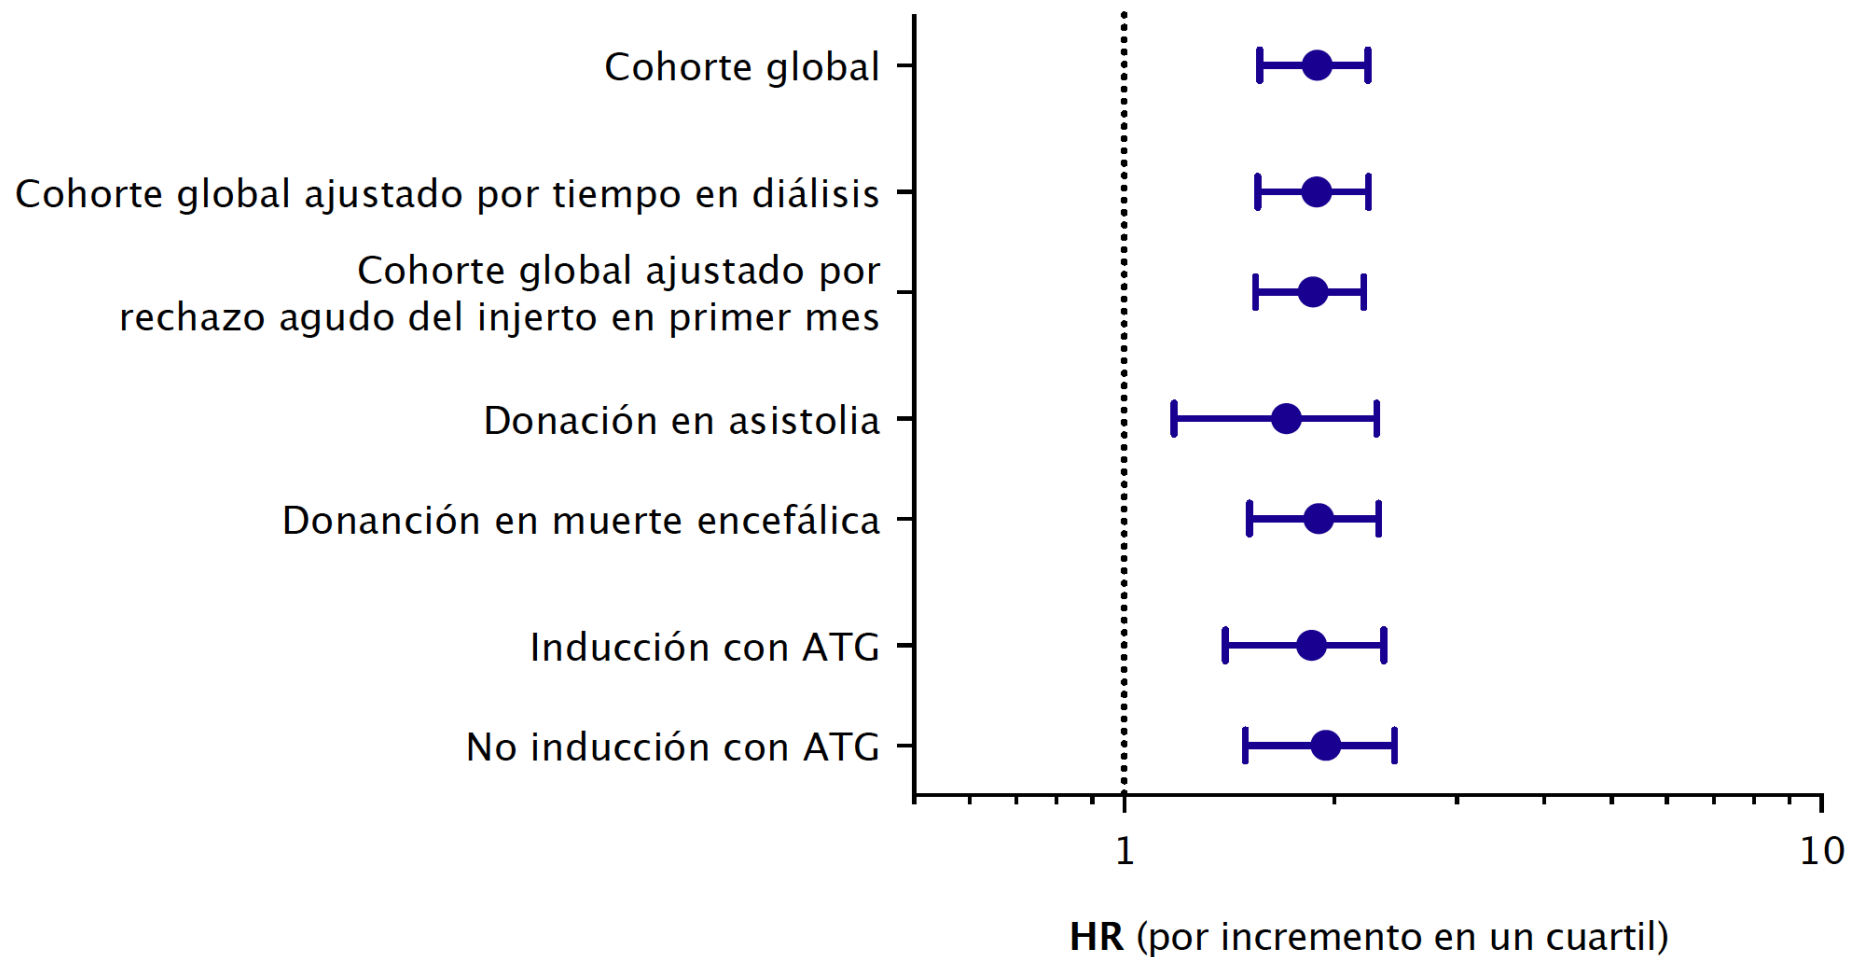 Cohorte global
Cohorte global ajustado por tiempo en diálisis
Cohorte global ajustado por
rechazo agudo del injerto en primer mes
Donación en asistolia
Donanción en muerte encefálica
Inducción con ATG
No inducción con ATG
1 10
HR (por incremento en un cuartil)